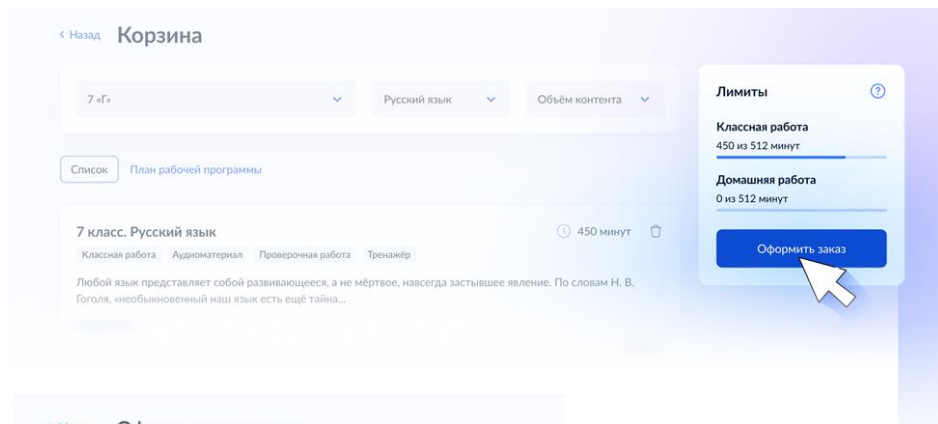 ‹ Назад Корзина
7 «Г» Русский язык Объём контента
Лимиты ?
Классная работа
450 из 512 минут
Домашняя работа
0 из 512 минут
Оформить заказ
Список План рабочей программы
7 класс. Русский язык 450 минут
Классная работа Аудиоматериал Проверочная работа Тренажёр
Любой язык представляет собой развивающееся, а не мёртвое, навсегда застывшее явление. По словам Н. В.
Гоголя, «необыкновенный наш язык есть ещё тайна...